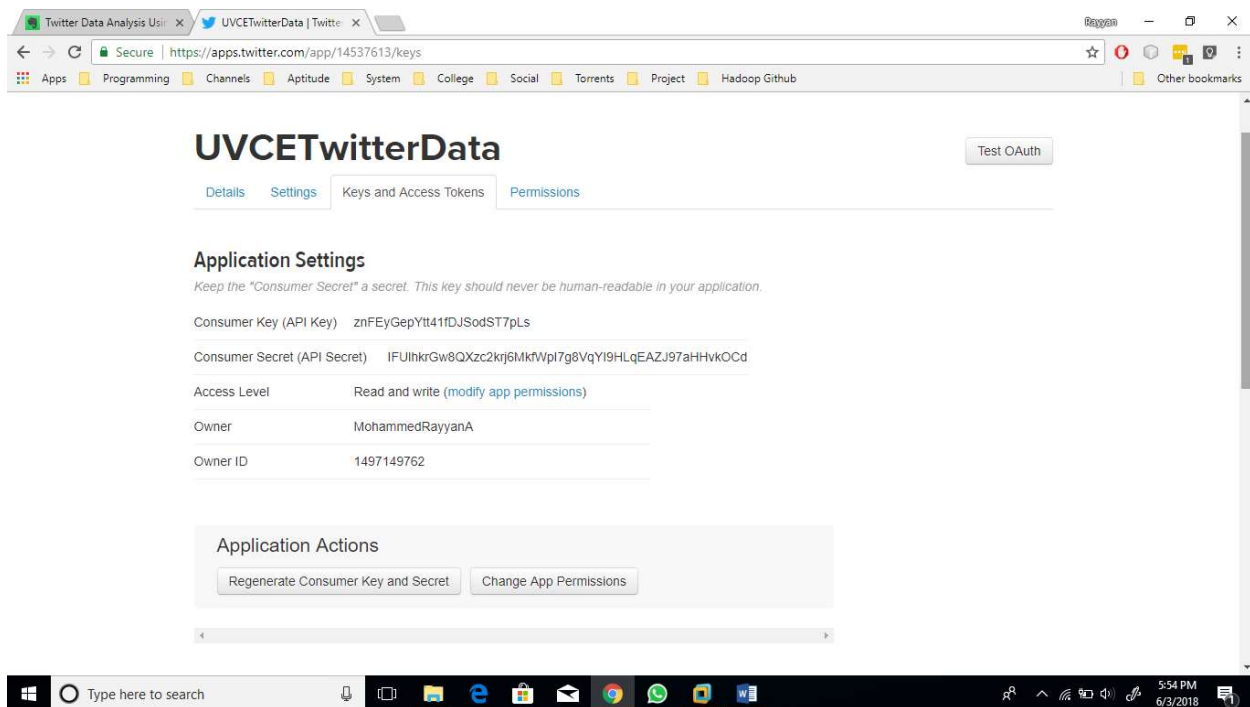 Twitter Data Analysis Usin
UVCETwitterData | Twitte
Rayyan
Secure | https://apps.twitter.com/app/14537613/keys
Apps Programming Channels Aptitude System College Social Torrents Project Hadoop Github Other bookmarks
UVCETwitterData
Test OAuth
Details Settings Keys and Access Tokens Permissions
Application Settings
Keep the "Consumer Secret" a secret. This key should never be human-readable in your application.
Consumer Key (API Key) znFEyGepYtt41fDJSodST7pLs
Consumer Secret (API Secret)
Access Level Read and write (modify app permissions)
Owner MohammedRayyanA
Owner ID 1497149762
Application Actions
Regenerate Consumer Key and Secret Change App Permissions
Type here to search
5:54 PM
6/3/2018